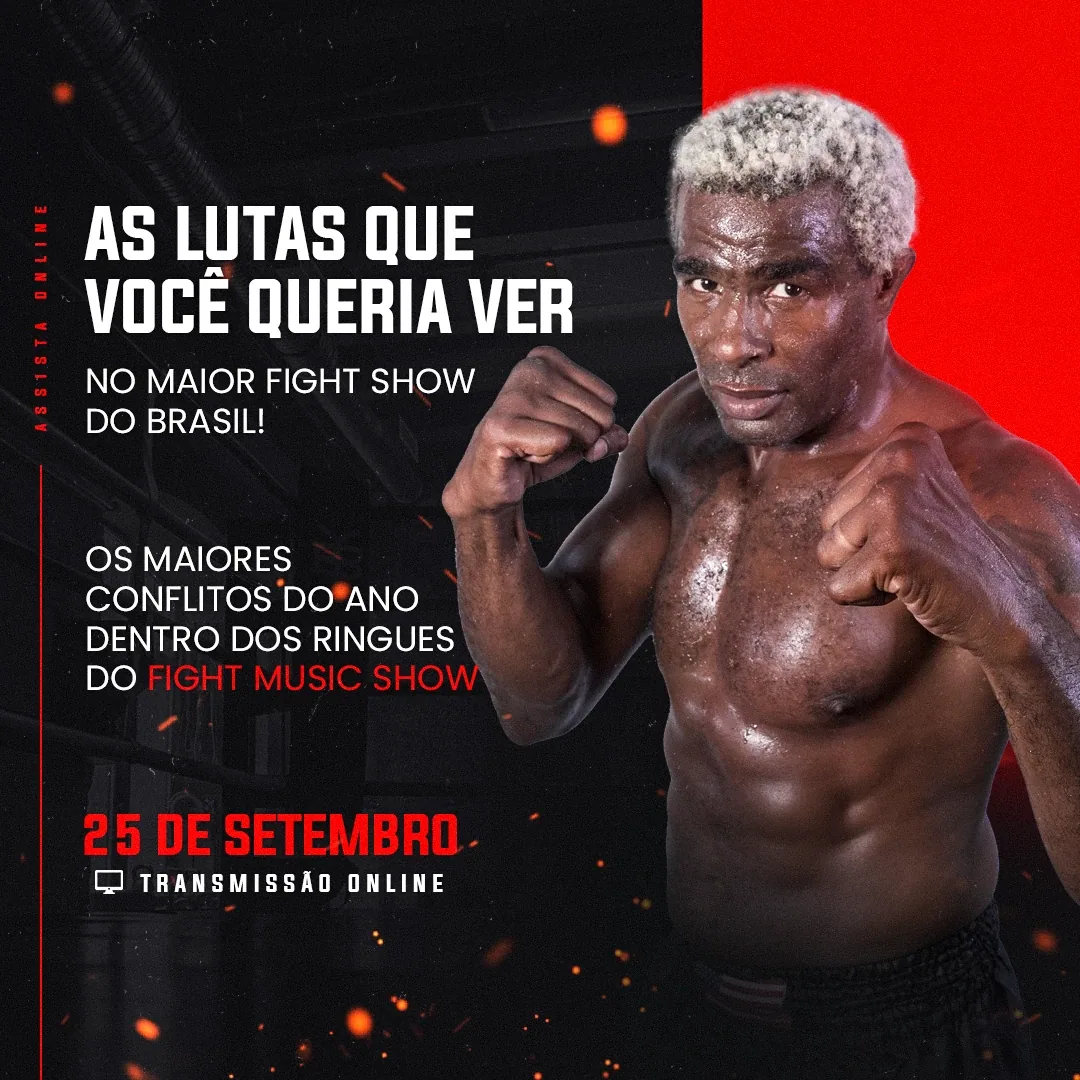 ASSISTA ONLINE
AS LUTAS QUE
VOCÊ QUERIA VER
NO MAIOR FIGHT SHOW
DO BRASIL!
OS MAIORES
CONFLITOS DO ANO
DENTRO DOS RINGUES
DO FIGHT MUSIC SHOW
25 DE SETEMBRO
TRANSMISSÃO ONLINE